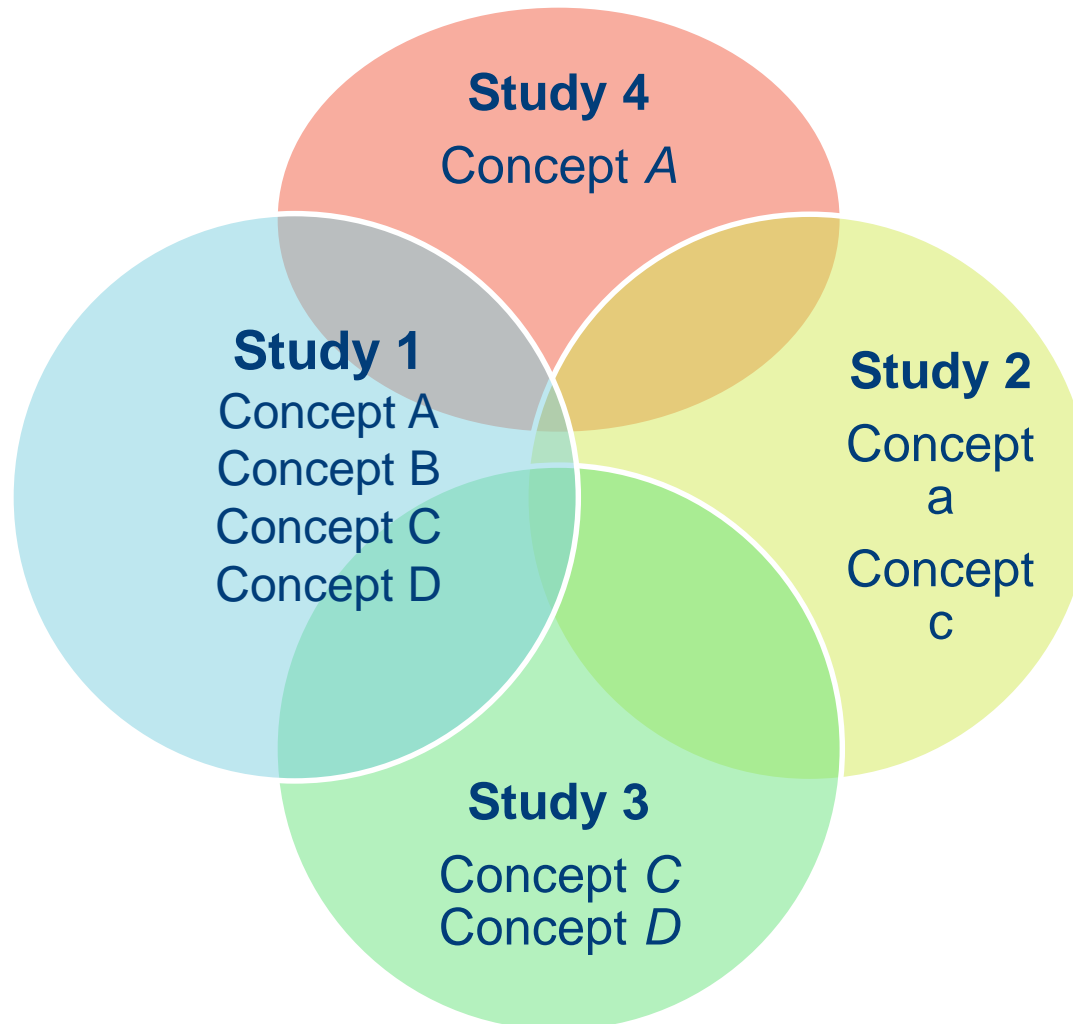 Study 4
Concept A
Study 1
Concept A
Concept B
Concept C
Concept D
Study 2
Concept
a
Concept
c
Study 3
Concept C
Concept D